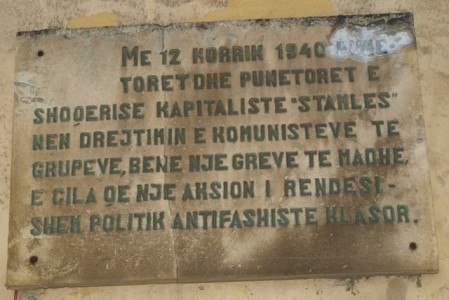 ME 12 KORRIK 1940
TORET DHE PUNETORET E
SHOQERISE KAPITALISTE "STAMLES"
NEN DREJTIMIN E KOMUNISTEVE TE
GRUPEVE, BENE NJE GREVE TE MADHE,
E CILA QE NJE AKSION I RENDESI-
SHEM POLITIK ANTIFASHISTE KLASOR.